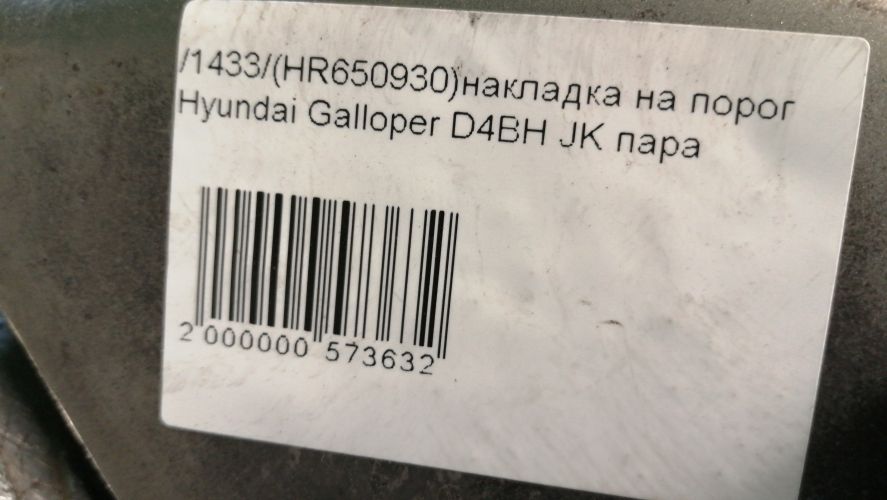 /1433/(HR650930)накладка на порог
Hyundai Galloper D4BH JK пара
2 000000 573632